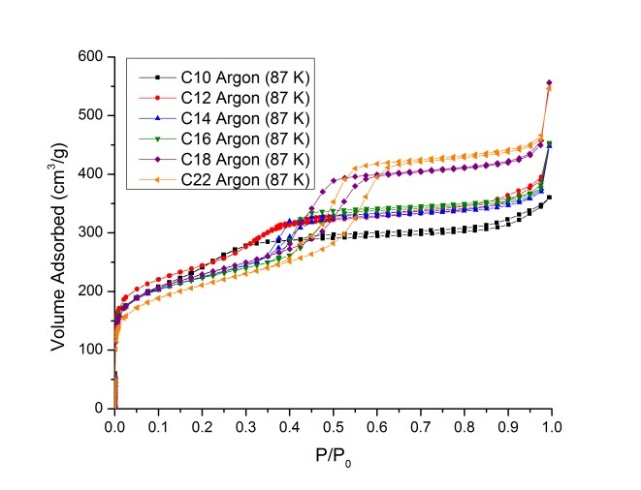 600
500
400
300
200
100
0
Volume Adsorbed (cm³/g)
C10 Argon (87 K)
C12 Argon (87 K)
C14 Argon (87 K)
C16 Argon (87 K)
C18 Argon (87 K)
C22 Argon (87 K)
0.0 0.1 0.2 0.3 0.4 0.5 0.6 0.7 0.8 0.9 1.0
P/P₀